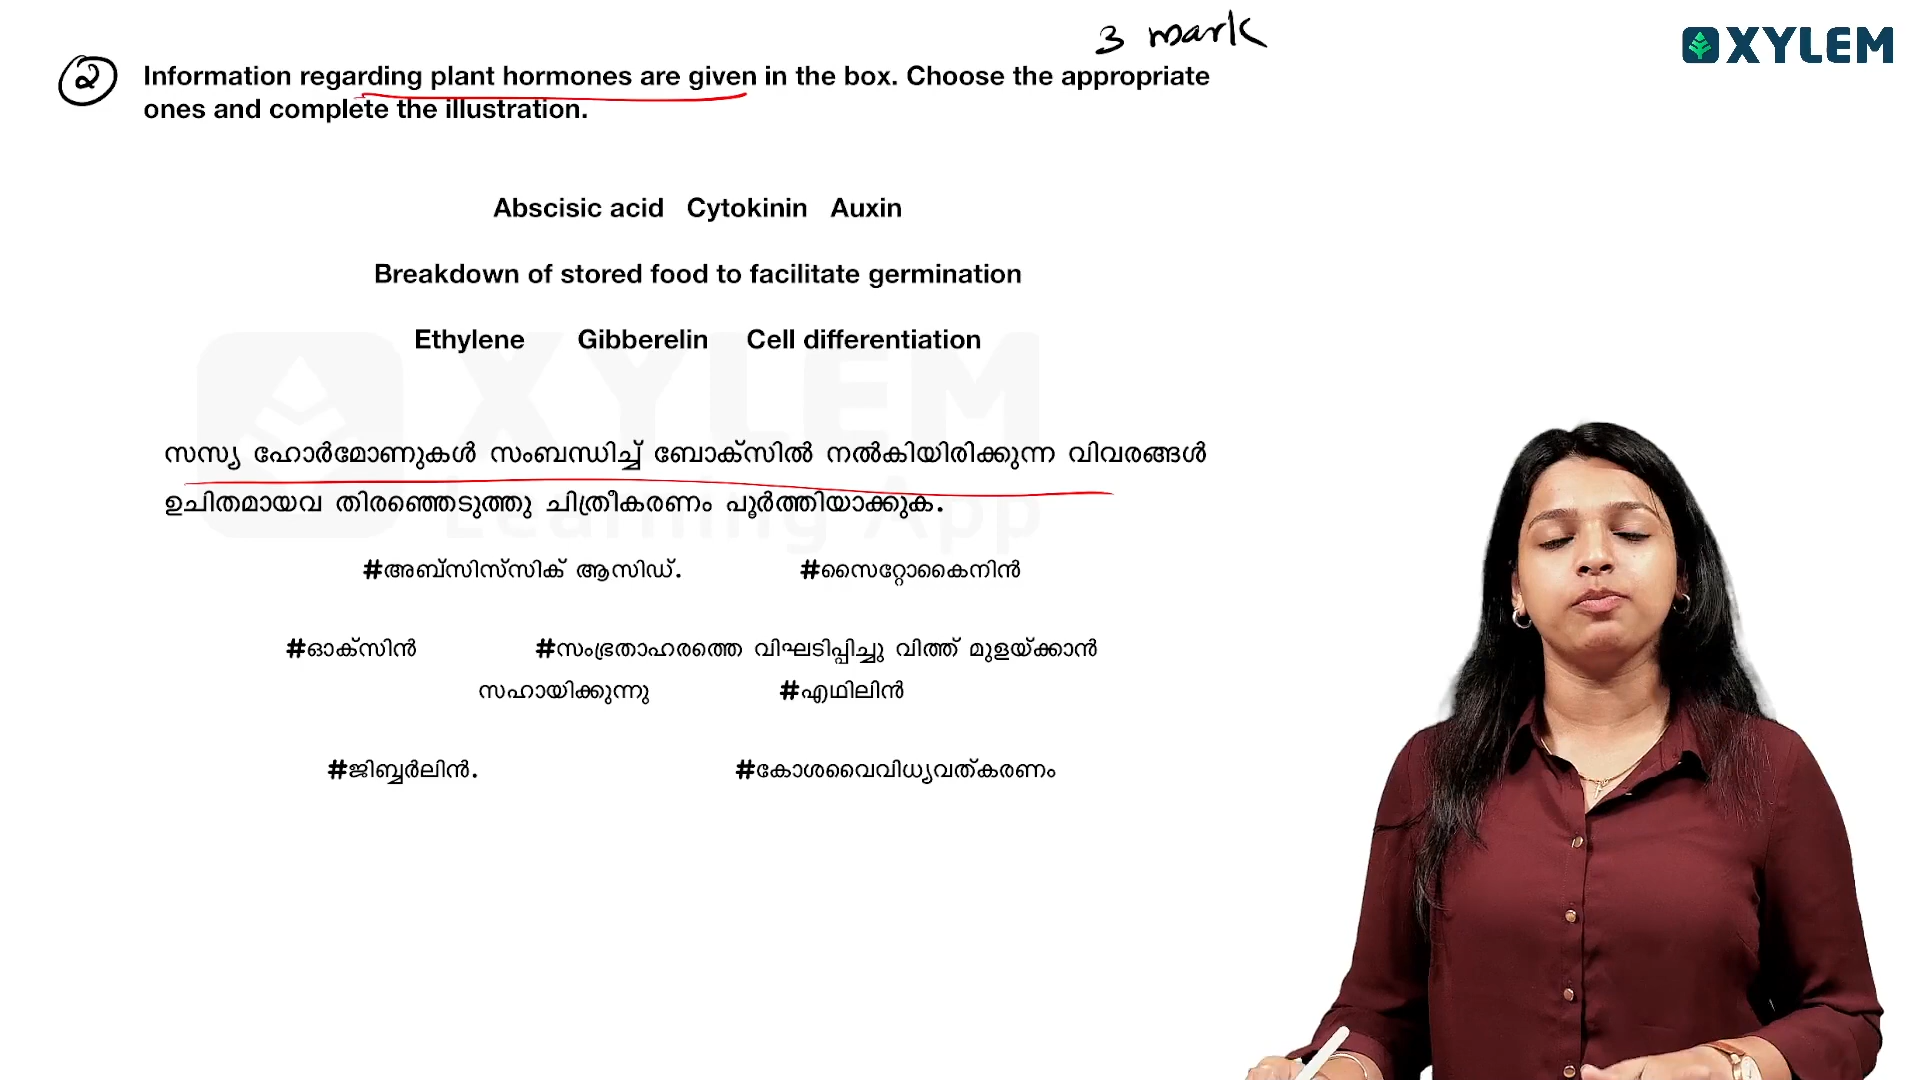 3 mark
XYLEM
2 Information regarding plant hormones are given in the box. Choose the appropriate
ones and complete the illustration.
Abscisic acid Cytokinin Auxin
Breakdown of stored food to facilitate germination
Ethylene Gibberelin Cell differentiation
XYLEM
Learning App
സസ്യ ഹോർമോണുകൾ സംബന്ധിച്ച് ബോക്സിൽ നൽകിയിരിക്കുന്ന വിവരങ്ങൾ
ഉചിതമായവ തിരഞ്ഞെടുത്തു ചിത്രീകരണം പൂർത്തിയാക്കുക.
#അബ്സിസ്സിക് ആസിഡ്. #സൈറ്റോകൈനിൻ
#ഓക്സിൻ #സംഭ്രതാഹരത്തെ വിഘടിപ്പിച്ചു വിത്ത് മുളയ്ക്കാൻ
സഹായിക്കുന്നു #എഥിലിൻ
#ജിബ്ബർലിൻ. #കോശവൈവിധ്യവത്കരണം